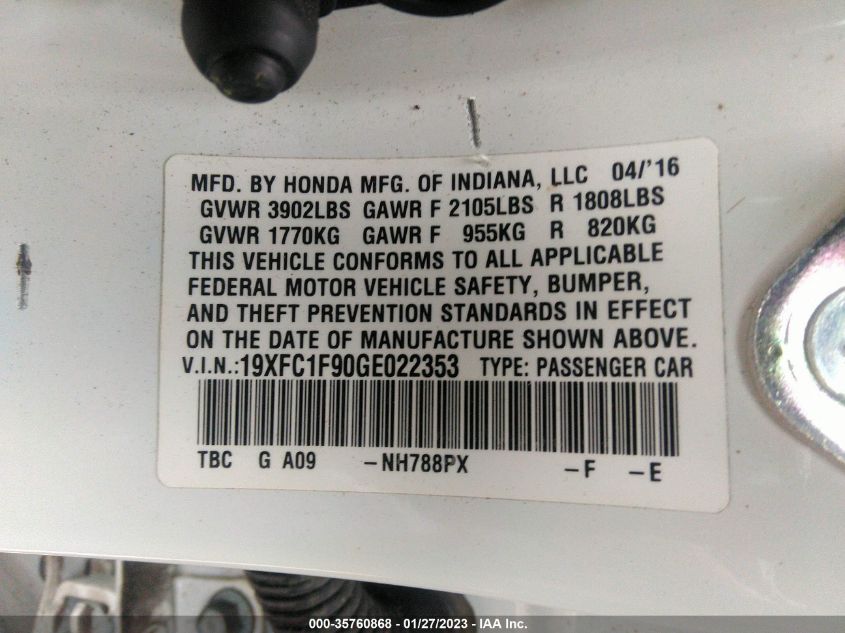 MFD. BY HONDA MFG. OF INDIANA, LLC 04/'16
GVWR 3902LBS GAWR F 2105LBS R 1808LBS
GVWR 1770KG GAWR F 955KG R 820KG
THIS VEHICLE CONFORMS TO ALL APPLICABLE
FEDERAL MOTOR VEHICLE SAFETY, BUMPER,
AND THEFT PREVENTION STANDARDS IN EFFECT
ON THE DATE OF MANUFACTURE SHOWN ABOVE.
V.I.N.:19XFC1F90GE022353 TYPE: PASSENGER CAR
TBC G A09 -NH788PX -F -E
000-35760868 - 01/27/2023 - IAA Inc.